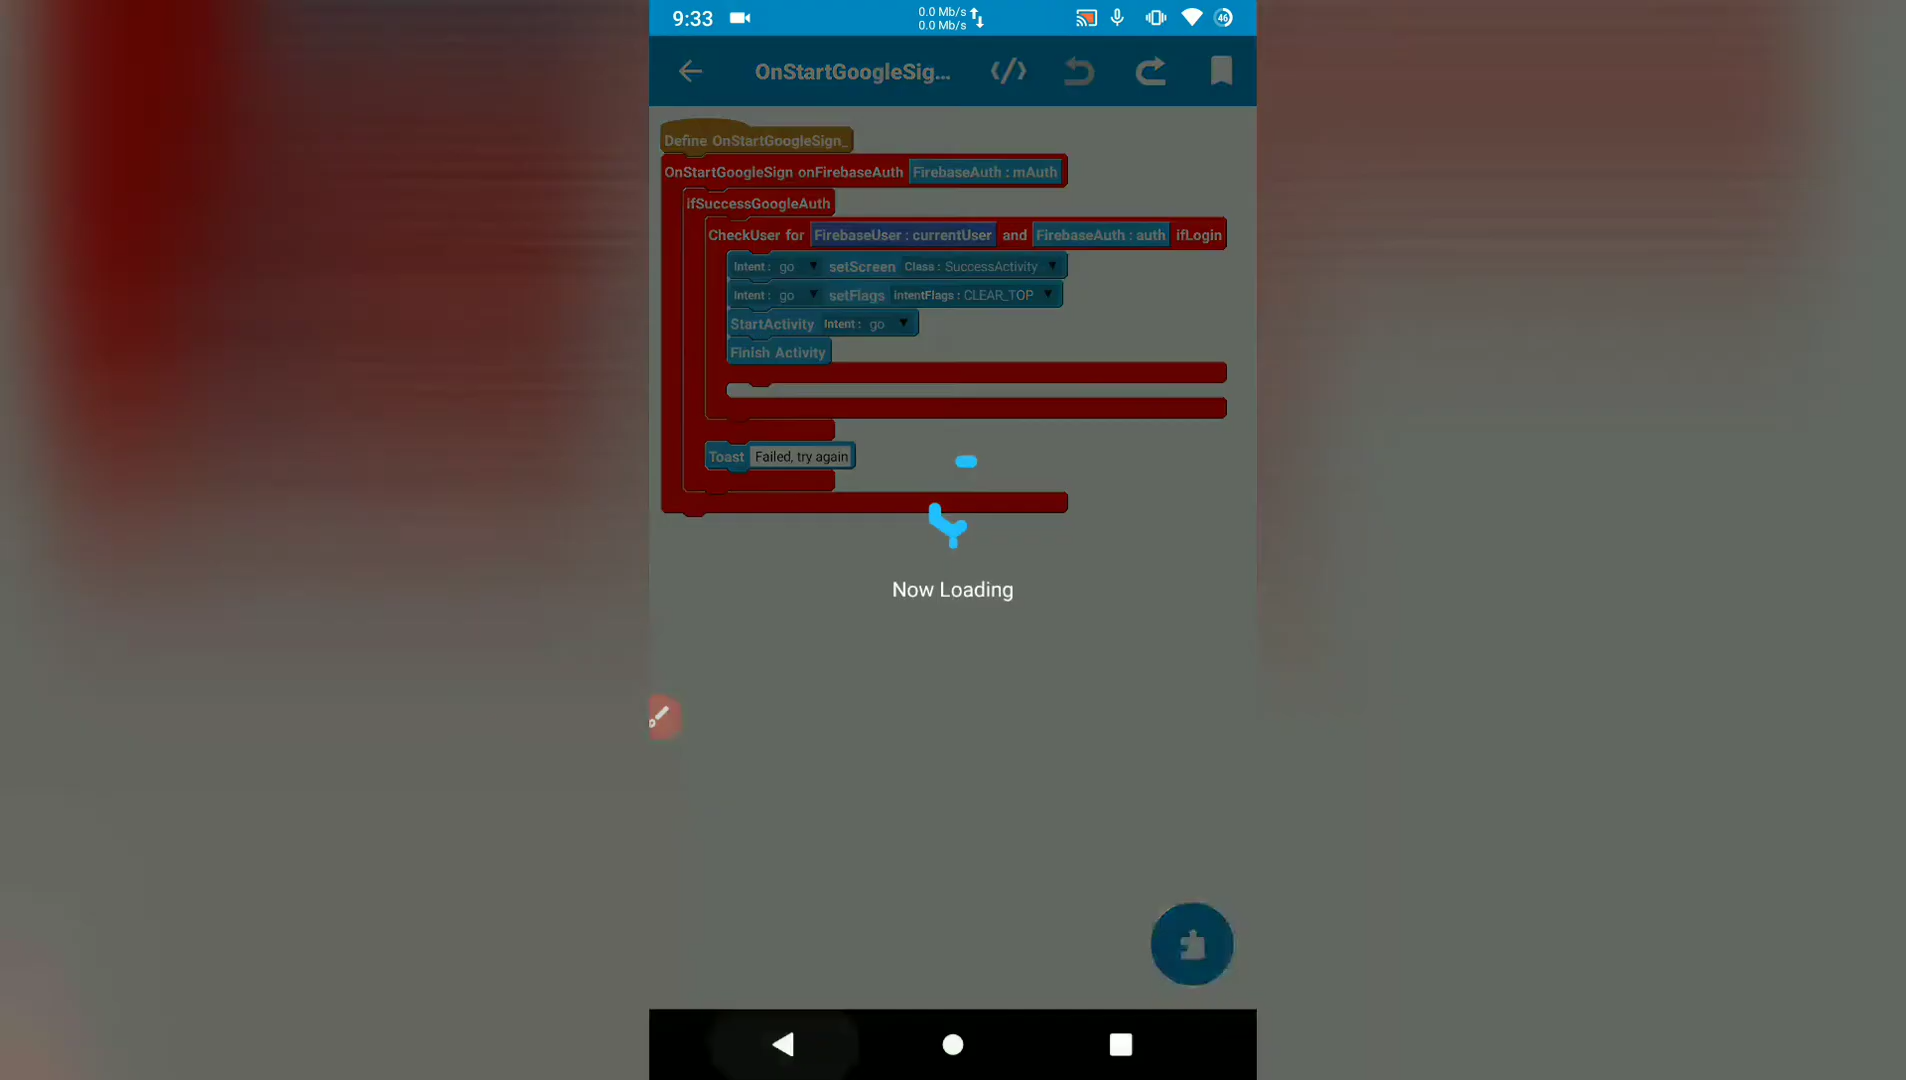 9:33
0.0 Mb/s
0.0 Mb/s
46
OnStartGoogleSig...
Define OnStartGoogleSign_
OnStartGoogleSign onFirebaseAuth FirebaseAuth : mAuth
ifSuccessGoogleAuth
CheckUser for FirebaseUser : currentUser and FirebaseAuth : auth ifLogin
Intent : go setScreen Class : SuccessActivity
Intent : go setFlags IntentFlags : CLEAR_TOP
StartActivity Intent : go
Finish Activity
Toast Failed, try again
Now Loading